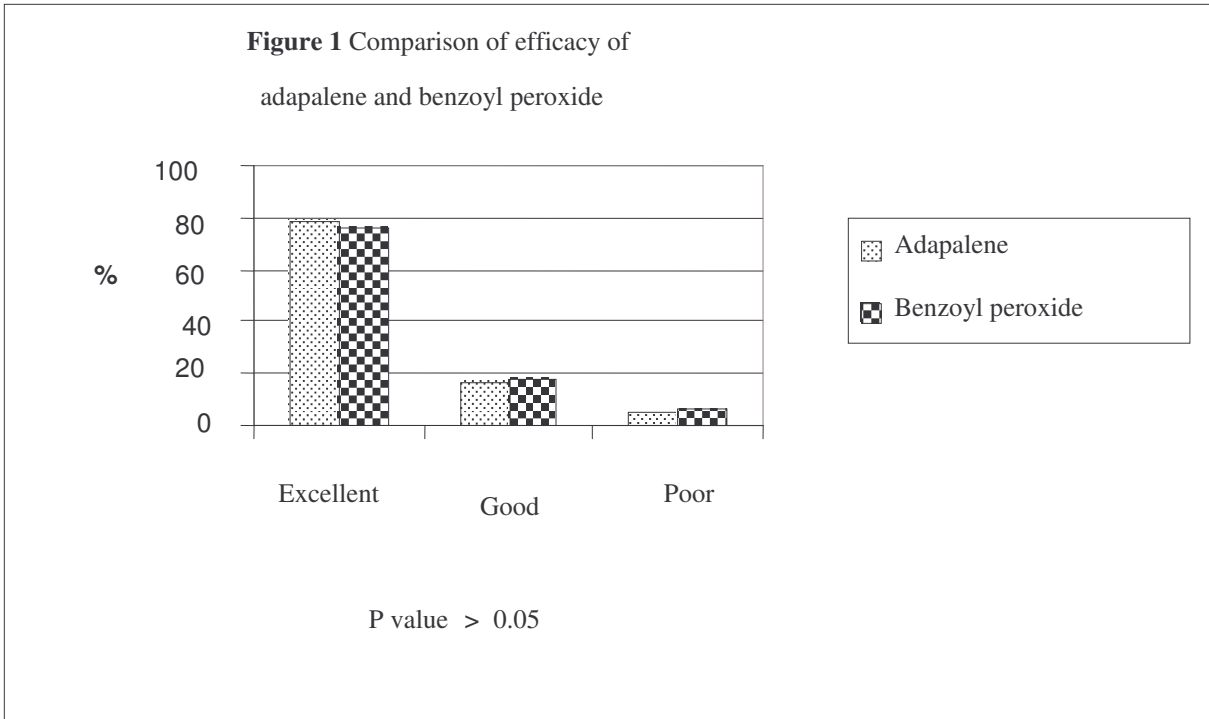 Figure 1 Comparison of efficacy of
adapalene and benzoyl peroxide
100
80
60
40
20
0
%
Excellent
Good
Poor
Adapalene
Benzoyl peroxide
P value > 0.05